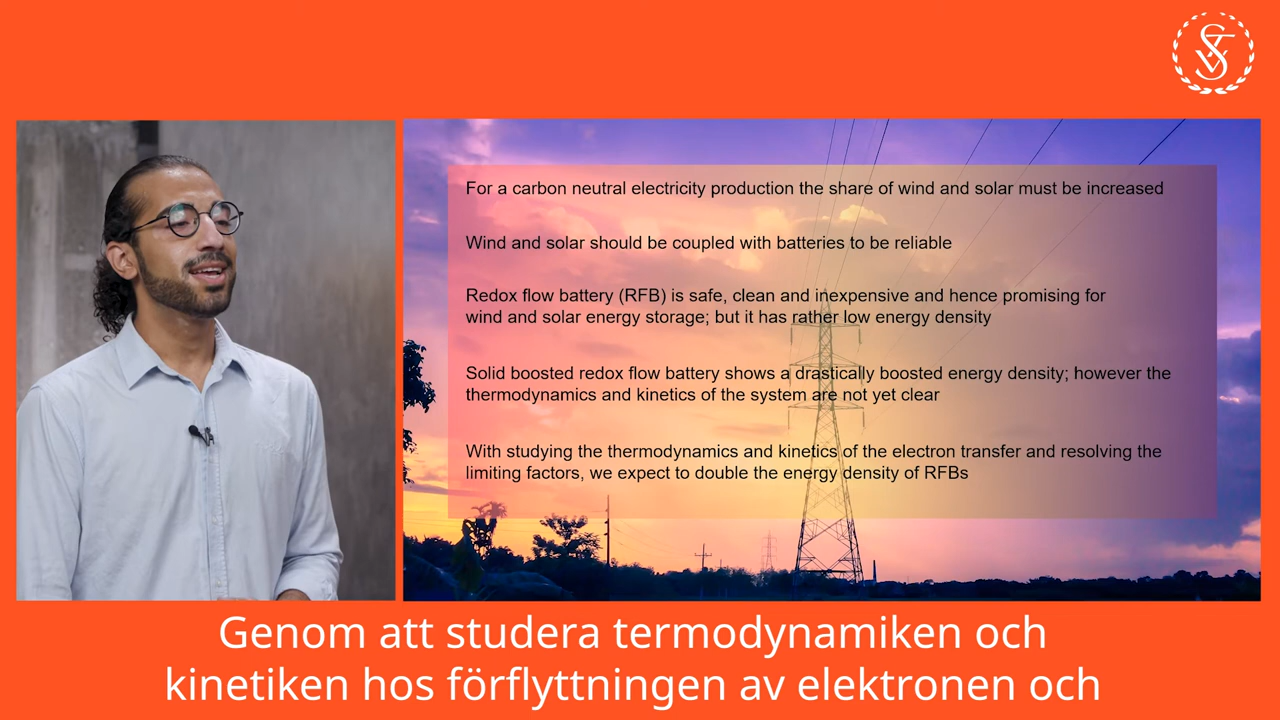 For a carbon neutral electricity production the share of wind and solar must be increased
Wind and solar should be coupled with batteries to be reliable
Redox flow battery (RFB) is safe, clean and inexpensive and hence promising for
wind and solar energy storage; but it has rather low energy density
Solid boosted redox flow battery shows a drastically boosted energy density; however the
thermodynamics and kinetics of the system are not yet clear
With studying the thermodynamics and kinetics of the electron transfer and resolving the
limiting factors, we expect to double the energy density of RFBs
Genom att studera termodynamiken och
kinetiken hos förflyttningen av elektronen och